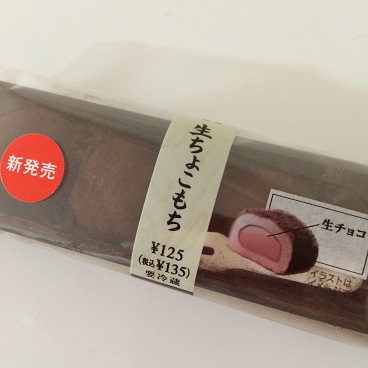 新発売
生ちょこもち
¥125
(税込¥135)
要冷蔵
生チョコ
イラストは